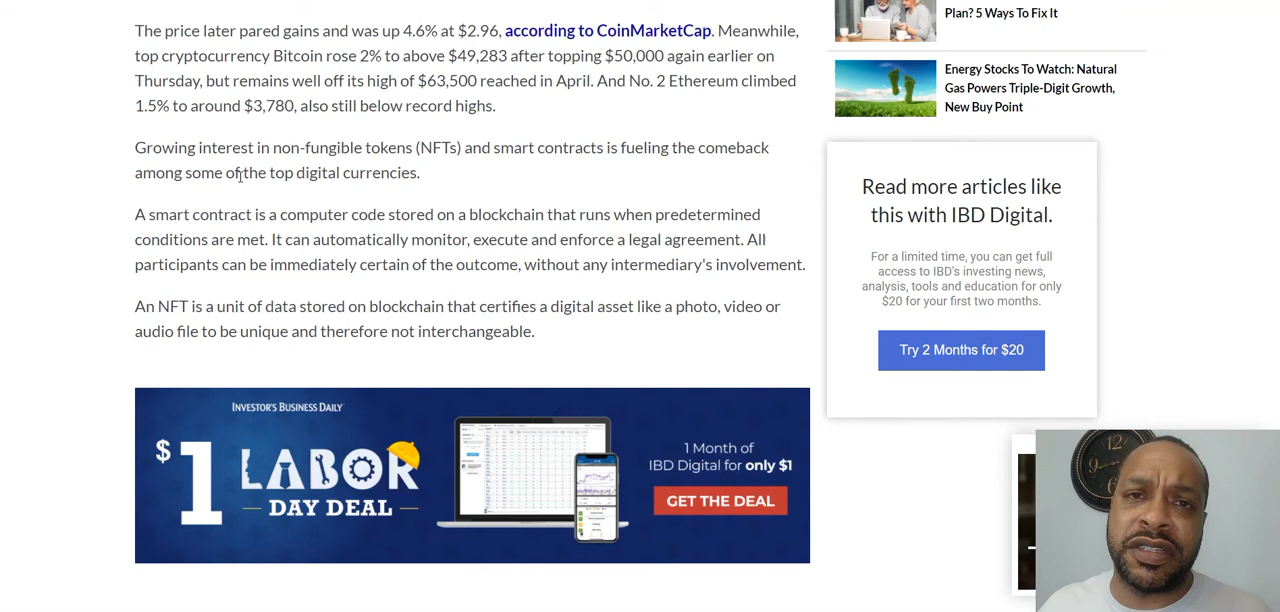 The price later pared gains and was up 4.6% at $2.96, according to CoinMarketCap. Meanwhile,
top cryptocurrency Bitcoin rose 2% to above $49,283 after topping $50,000 again earlier on
Thursday, but remains well off its high of $63,500 reached in April. And No. 2 Ethereum climbed
1.5% to around $3,780, also still below record highs.
Growing interest in non-fungible tokens (NFTs) and smart contracts is fueling the comeback
among some of the top digital currencies.
A smart contract is a computer code stored on a blockchain that runs when predetermined
conditions are met. It can automatically monitor, execute and enforce a legal agreement. All
participants can be immediately certain of the outcome, without any intermediary's involvement.
An NFT is a unit of data stored on blockchain that certifies a digital asset like a photo, video or
audio file to be unique and therefore not interchangeable.
INVESTOR'S BUSINESS DAILY
$1 LABOR
DAY DEAL
1 Month of
IBD Digital for only $1
GET THE DEAL
Plan? 5 Ways To Fix It
Energy Stocks To Watch: Natural
Gas Powers Triple-Digit Growth,
New Buy Point
Read more articles like
this with IBD Digital.
For a limited time, you can get full
access to IBD's investing news,
analysis, tools and education for only
$20 for your first two months.
Try 2 Months for $20
12